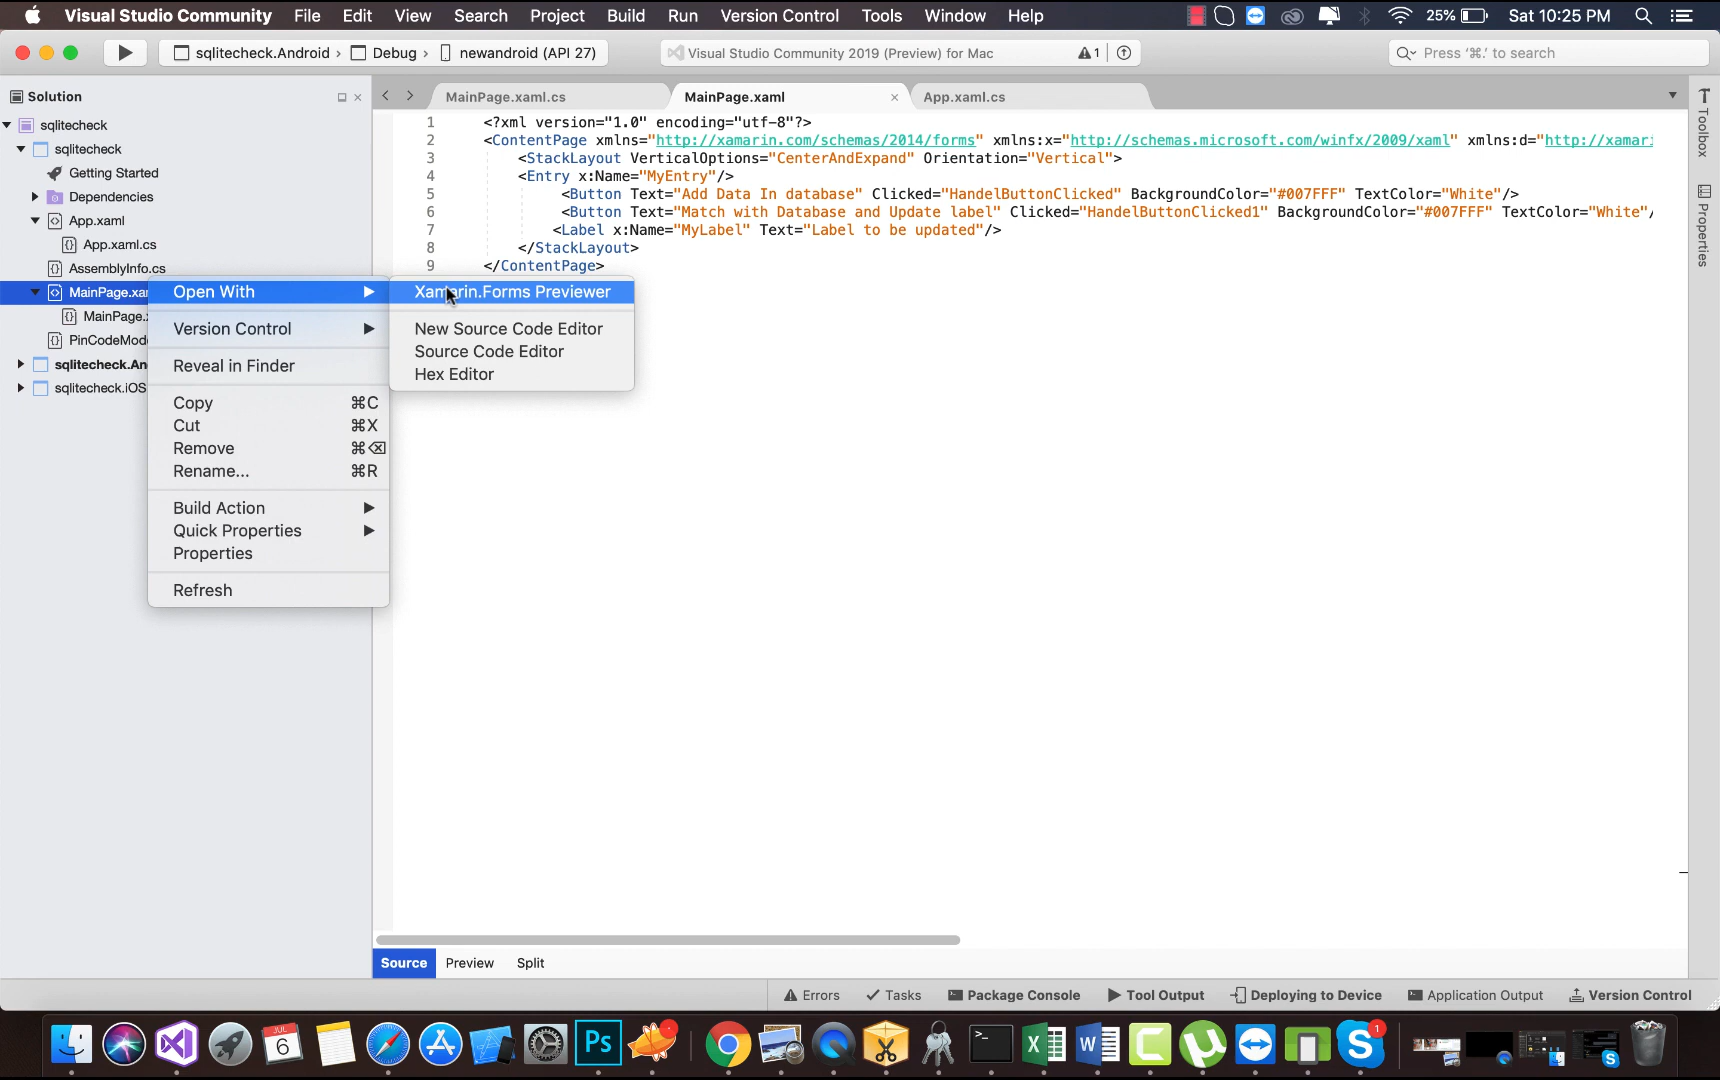 Visual Studio Community File Edit View Search Project Build Run Version Control Tools Window Help 25% Sat 10:25 PM
sqlitecheck.Android › Debug › newandroid (API 27) Visual Studio Community 2019 (Preview) for Mac 1 Press ‘⌘.’ to search
Solution
MainPage.xaml.cs MainPage.xaml App.xaml.cs
sqlitecheck
sqlitecheck
Getting Started
Dependencies
App.xaml
App.xaml.cs
AssemblyInfo.cs
MainPage.xa
MainPage.
PinCodeMod
sqlitecheck.An
sqlitecheck.iOS
1 <?xml version="1.0" encoding="utf-8"?>
2 <ContentPage xmlns="http://xamarin.com/schemas/2014/forms" xmlns:x="http://schemas.microsoft.com/winfx/2009/xaml" xmlns:d="http://xamari
3 <StackLayout VerticalOptions="CenterAndExpand" Orientation="Vertical">
4 <Entry x:Name="MyEntry"/>
5 <Button Text="Add Data In database" Clicked="HandelButtonClicked" BackgroundColor="#007FFF" TextColor="White"/>
6 <Button Text="Match with Database and Update label" Clicked="HandelButtonClicked1" BackgroundColor="#007FFF" TextColor="White"/
7 <Label x:Name="MyLabel" Text="Label to be updated"/>
8 </StackLayout>
9 </ContentPage>
Open With
Version Control
Reveal in Finder
Copy ⌘C
Cut ⌘X
Remove ⌘⌫
Rename... ⌘R
Build Action
Quick Properties
Properties
Refresh
Xamarin.Forms Previewer
New Source Code Editor
Source Code Editor
Hex Editor
Toolbox
Properties
Source Preview Split
Errors Tasks Package Console Tool Output Deploying to Device Application Output Version Control
JUL
6
Ps
1